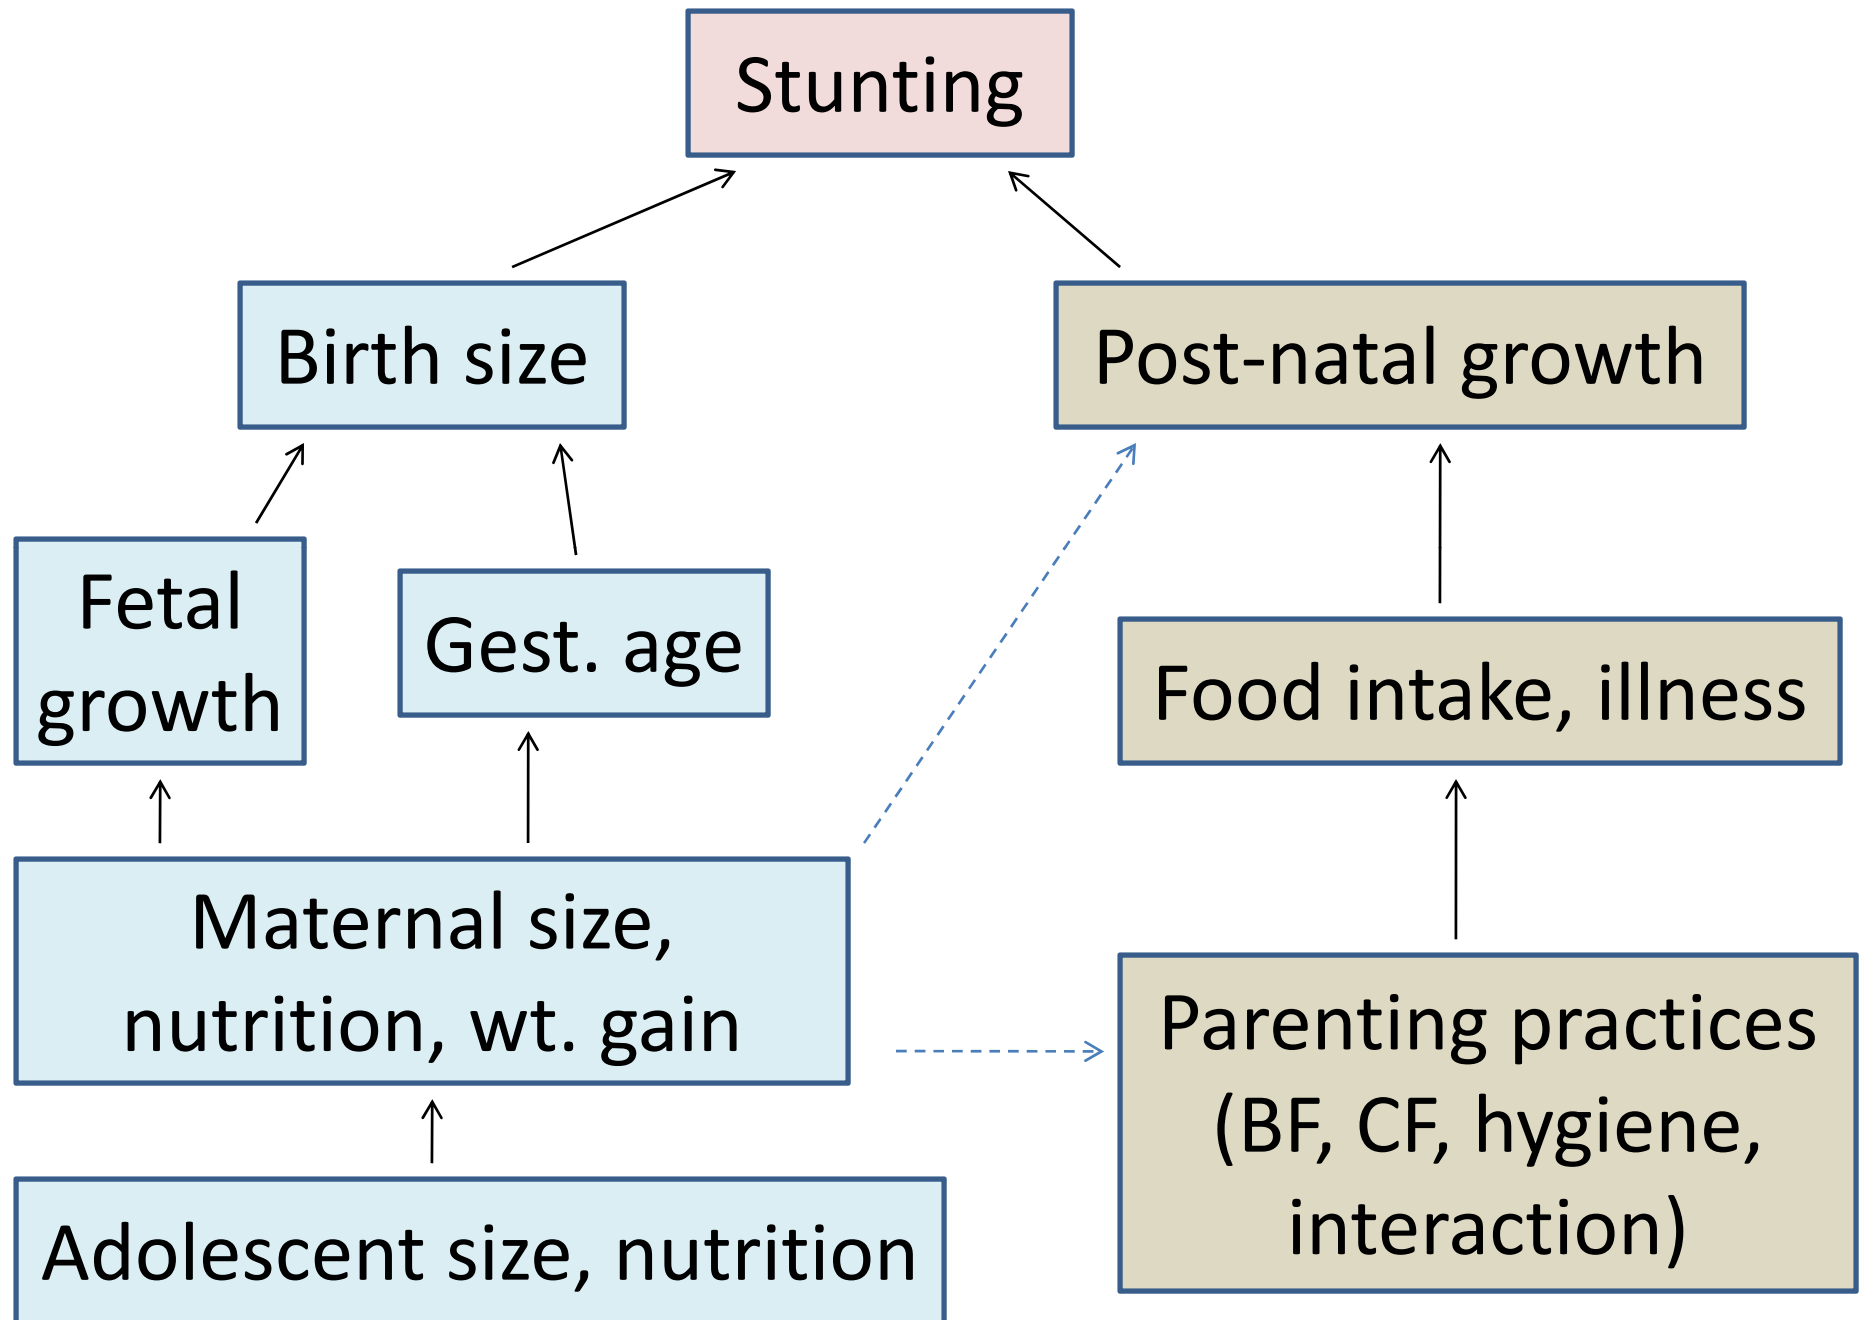 Stunting
Birth size
Post-natal growth
Fetal
growth
Gest. age
Food intake, illness
Maternal size,
nutrition, wt. gain
Parenting practices
(BF, CF, hygiene,
interaction)
Adolescent size, nutrition